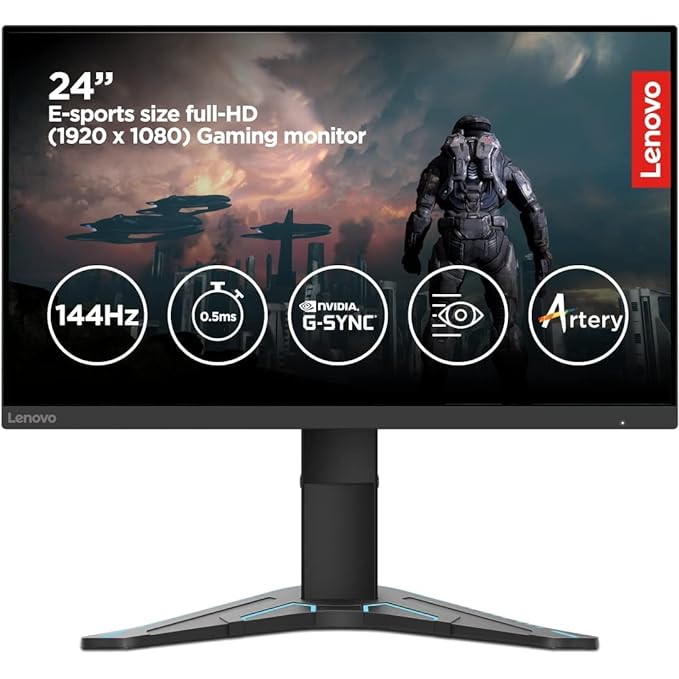 24”
E-sports size full-HD
(1920 x 1080) Gaming monitor
Lenovo
144Hz
0.5ms
NVIDIA.
G-SYNC
Artery
Lenovo